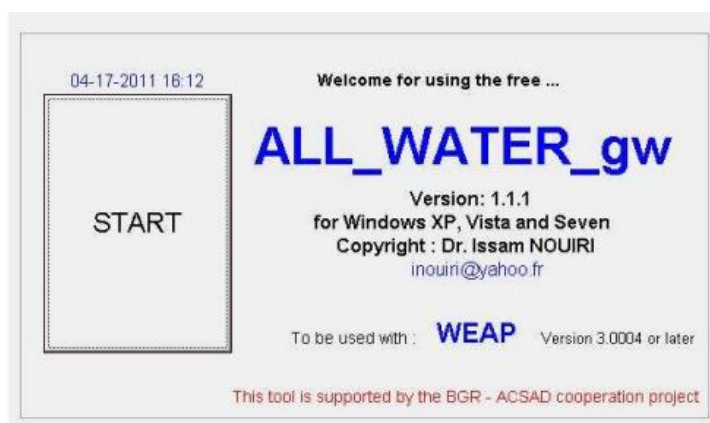 04-17-2011 16:12
START
Welcome for using the free ...
ALL_WATER_gw
Version: 1.1.1
for Windows XP, Vista and Seven
Copyright : Dr. Issam NOUIRI
inouiri@yahoo.fr
To be used with : WEAP Version 3.0004 or later
This tool is supported by the BGR - ACSAD cooperation project